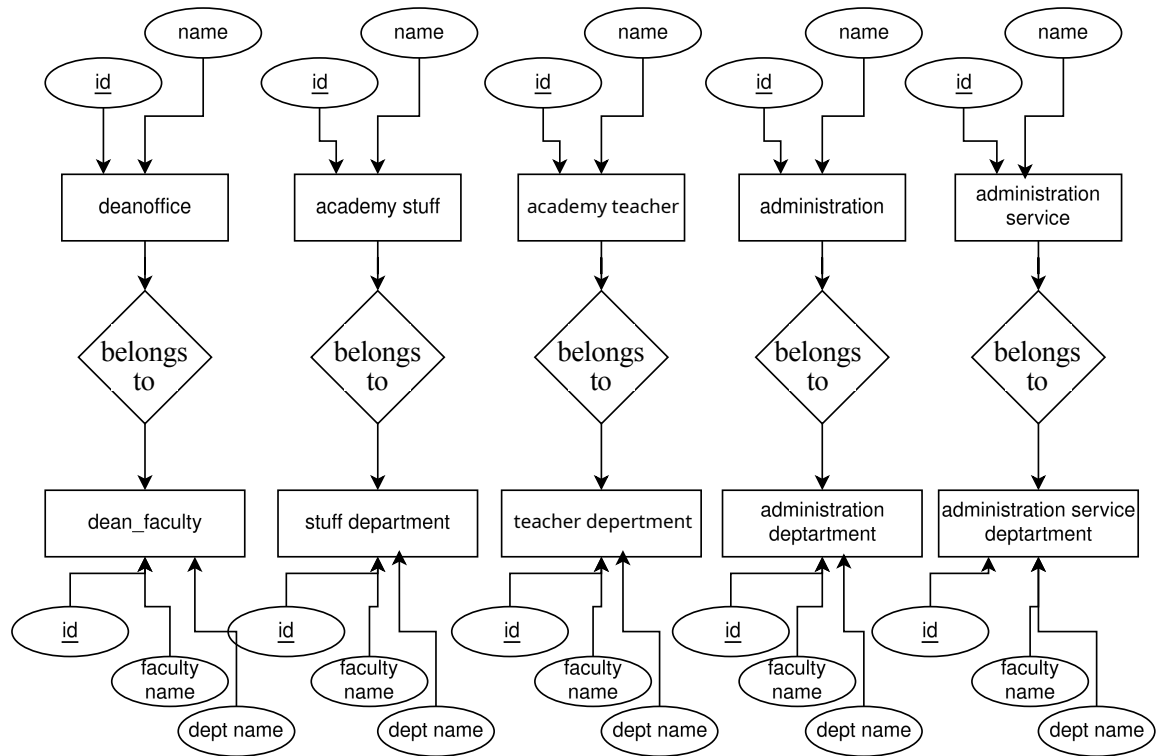 name
name
name
name
name
id
id
id
id
id
deanoffice
academy stuff
academy teacher
administration
administration
service
belongs
to
belongs
to
belongs
to
belongs
to
belongs
to
dean_faculty
stuff department
teacher depertment
administration
deptartment
administration service
deptartment
id
id
id
id
id
faculty
name
faculty
name
faculty
name
faculty
name
faculty
name
dept name
dept name
dept name
dept name
dept name